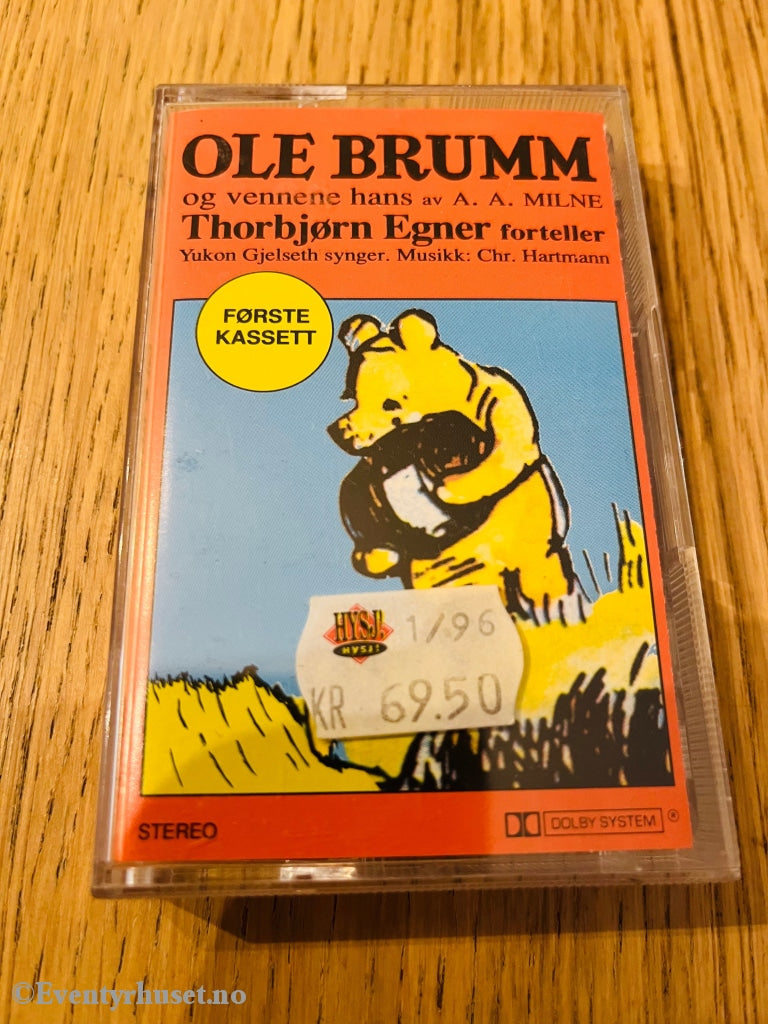 OLE BRUMM
og vennene hans av A. A. MILNE
Thorbjørn Egner forteller
Yukon Gjelseth synger. Musikk: Chr. Hartmann
FØRSTE
KASSETT
HYSJ!
HYSJ!
1/96
KR 69.50
STEREO
DOLBY SYSTEM ®
©Eventyrhuset.no